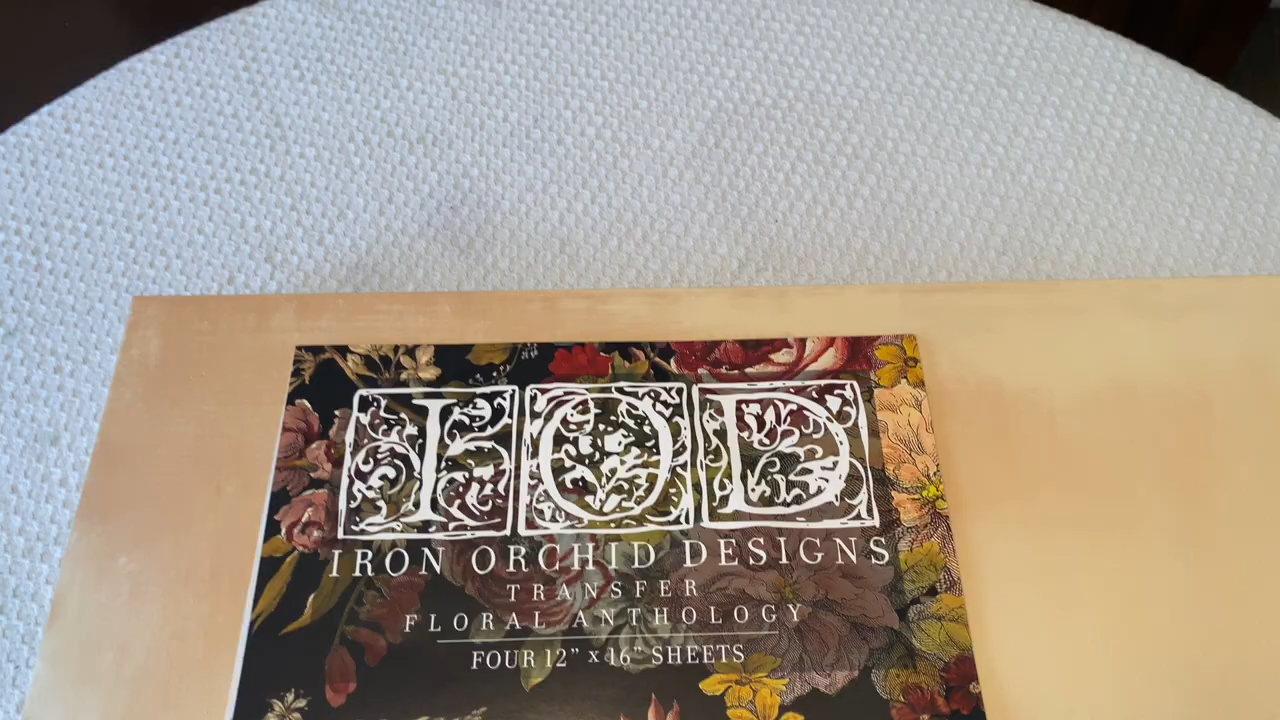 IOD
IRON ORCHID DESIGNS
TRANSFER
FLORAL ANTHOLOGY
FOUR 12” x 16” SHEETS